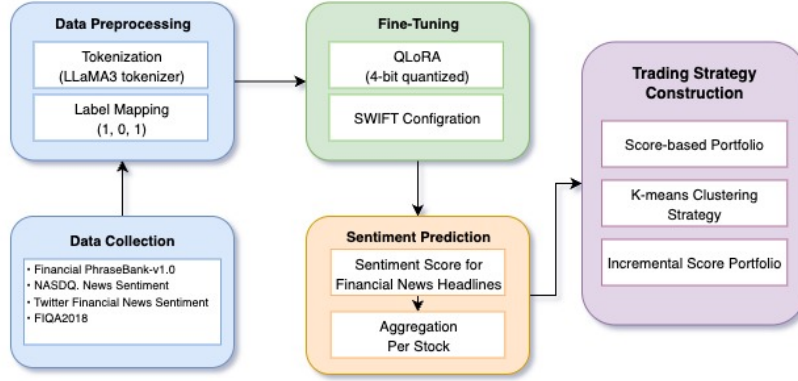 Data Preprocessing
Tokenization
(LLaMA3 tokenizer)
Label Mapping
(1, 0, 1)
Data Collection
• Financial PhraseBank-v1.0
• NASDQ. News Sentiment
• Twitter Financial News Sentiment
• FIQA2018
Fine-Tuning
QLoRA
(4-bit quantized)
SWIFT Configration
Sentiment Prediction
Sentiment Score for
Financial News Headlines
Aggregation
Per Stock
Trading Strategy
Construction
Score-based Portfolio
K-means Clustering
Strategy
Incremental Score Portfolio